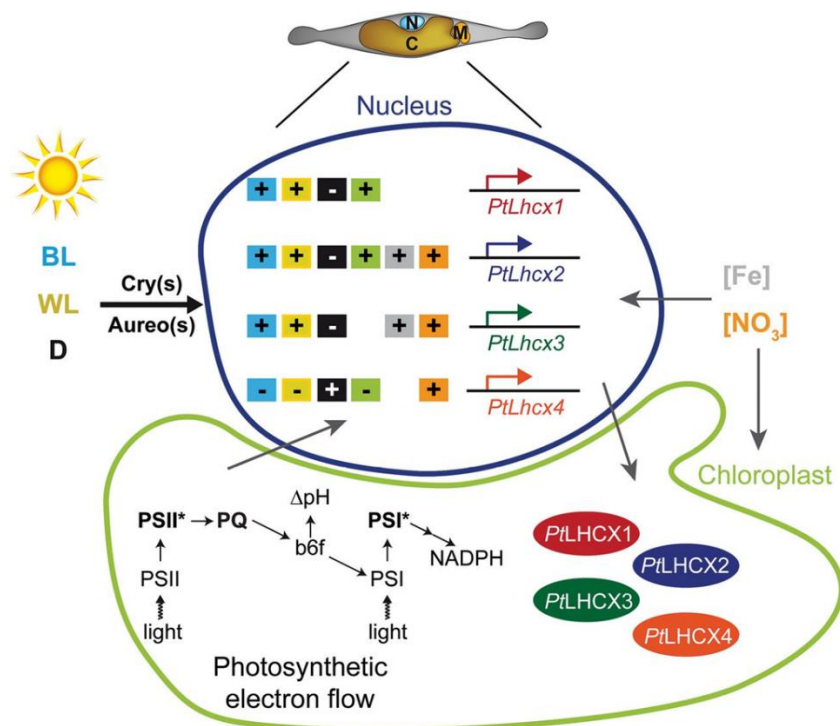 N
C
M
Nucleus
BL
WL
D
Cry(s)
Aureo(s)
+ + - +
PtLhcx1
+ + - + + +
PtLhcx2
+ + - + +
PtLhcx3
- - + - +
PtLhcx4
[Fe]
[NO₃]
Chloroplast
ΔpH
PSII* PQ PSI*
b6f NADPH
PSII PSI
light light
Photosynthetic
electron flow
PtLHCX1
PtLHCX2
PtLHCX3
PtLHCX4